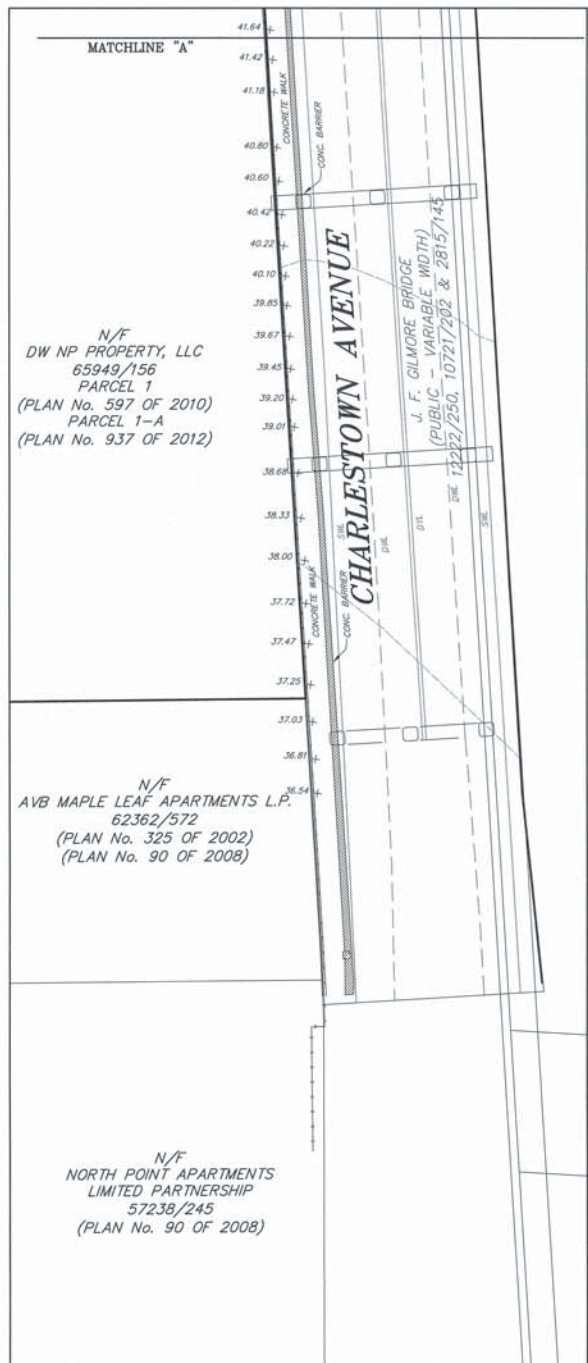 41.64
MATCHLINE "A"
41.42
41.18
CONCRETE WALK
40.80
CONC. BARRIER
40.60
40.42
40.22
40.10
39.85
39.67
39.45
39.20
39.01
38.68
38.33
38.00
37.72
37.47
37.25
37.03
36.81
36.54
CHARLESTOWN AVENUE
J. F. GILMORE BRIDGE
(PUBLIC - VARIABLE WIDTH)
12222/250, 10721/202 & 2815/145
N/F
DW NP PROPERTY, LLC
65949/156
PARCEL 1
(PLAN No. 597 OF 2010)
PARCEL 1-A
(PLAN No. 937 OF 2012)
SWL
DWL
DYL
DWL
SWL
CONCRETE WALK
CONC. BARRIER
N/F
AVB MAPLE LEAF APARTMENTS L.P.
62362/572
(PLAN No. 325 OF 2002)
(PLAN No. 90 OF 2008)
N/F
NORTH POINT APARTMENTS
LIMITED PARTNERSHIP
57238/245
(PLAN No. 90 OF 2008)